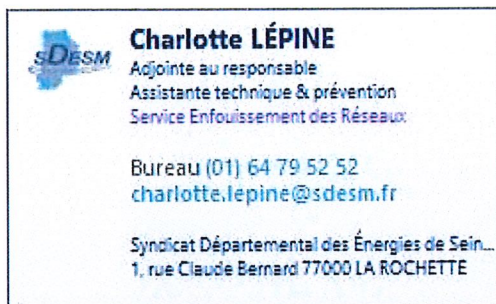 SDESM
Charlotte LÉPINE
Adjointe au responsable
Assistante technique & prévention
Service Enfouissement des Réseaux
Bureau (01) 64 79 52 52
charlotte.lepine@sdesm.fr
Syndicat Départemental des Énergies de Sein...
1, rue Claude Bernard 77000 LA ROCHETTE